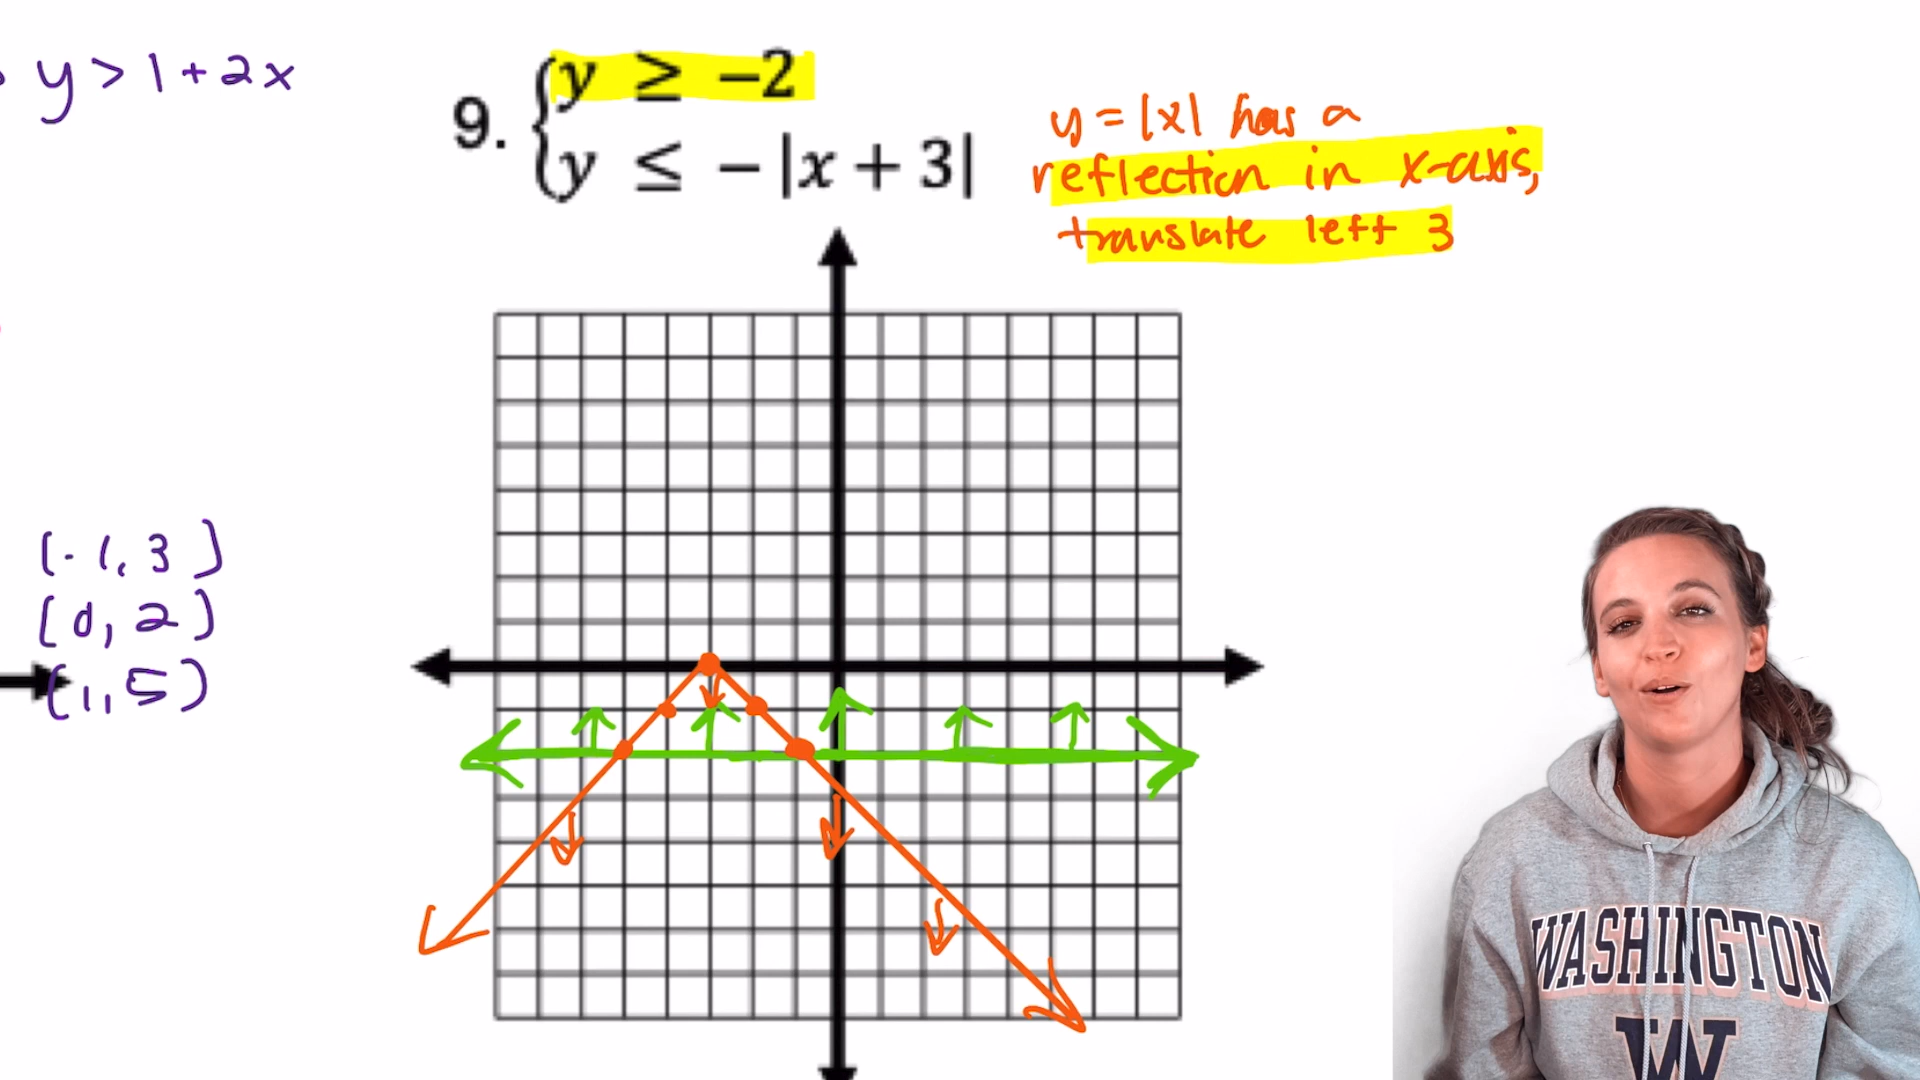 y > 1 + 2x
9. { y ≥ -2
y ≤ -|x + 3|
y = |x| has a
reflection in x-axis,
translate left 3
(-1, 3)
(0, 2)
(1, 5)
WASHINGTON
W